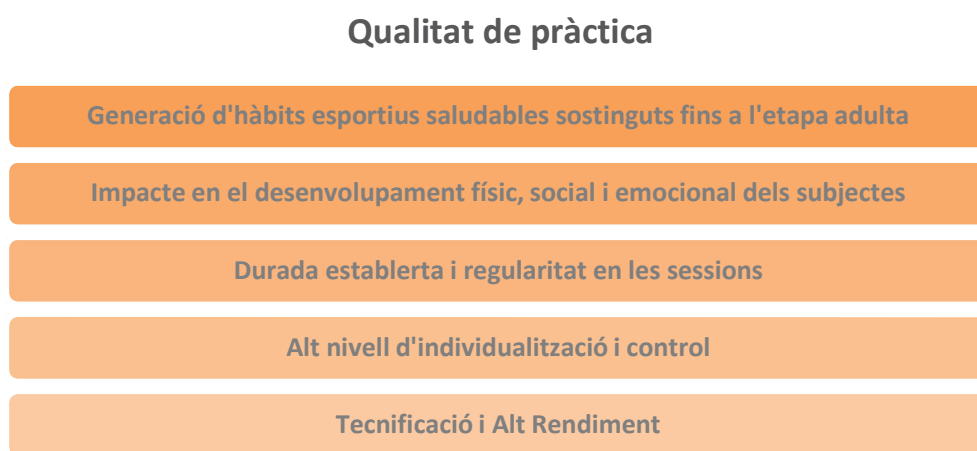 Qualitat de pràctica
Generació d'hàbits esportius saludables sostinguts fins a l'etapa adulta
Impacte en el desenvolupament físic, social i emocional dels subjectes
Durada establerta i regularitat en les sessions
Alt nivell d'individualització i control
Tecnificació i Alt Rendiment